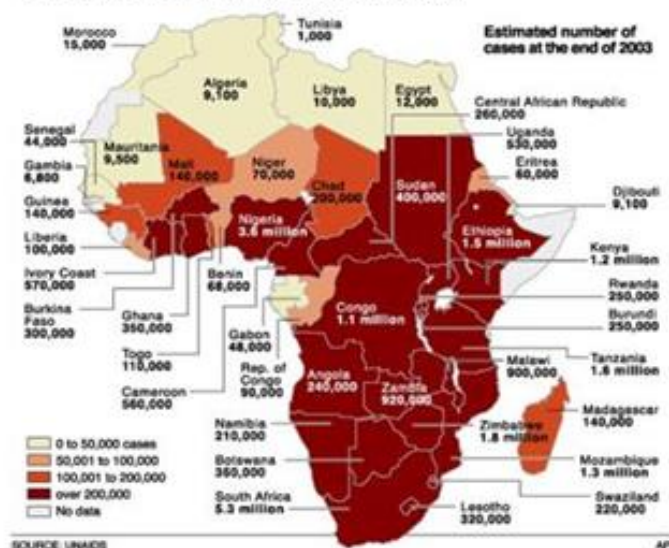 Morocco
15,000
Tunisia
1,000
Estimated number of
cases at the end of 2003
Algeria
9,100
Libya
10,000
Egypt
12,000
Central African Republic
260,000
Uganda
530,000
Eritrea
60,000
Djibouti
9,100
Senegal
44,000
Mauritania
9,500
Mali
140,000
Niger
70,000
Chad
200,000
Sudan
400,000
Gambia
6,800
Guinea
140,000
Nigeria
3.6 million
Ethiopia
1.5 million
Kenya
1.2 million
Liberia
100,000
Ivory Coast
570,000
Benin
68,000
Rwanda
250,000
Burkina
Faso
300,000
Ghana
350,000
Congo
1.1 million
Burundi
250,000
Togo
110,000
Gabon
48,000
Rep. of
Congo
90,000
Malawi
900,000
Tanzania
1.6 million
Cameroon
560,000
Angola
240,000
Zambia
920,000
Madagascar
140,000
Namibia
210,000
Zimbabwe
1.8 million
Botswana
350,000
Mozambique
1.3 million
South Africa
5.3 million
Lesotho
320,000
Swaziland
220,000
0 to 50,000 cases
50,001 to 100,000
100,001 to 200,000
over 200,000
No data
SOURCE: UNAIDS
AP